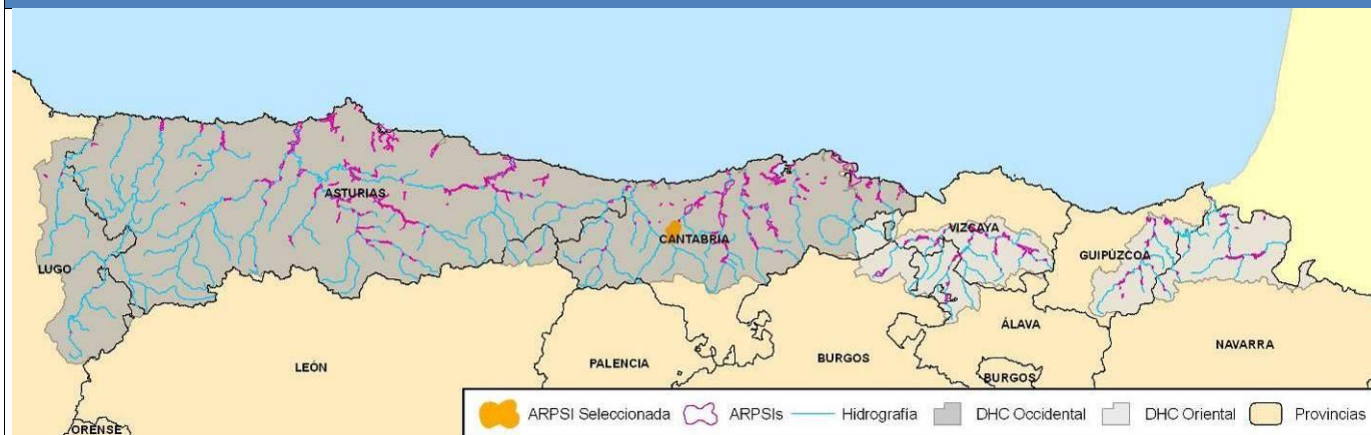 ASTURIAS
CANTABRIA
VIZCAYA
GUIPÚZCOA
LUGO
ÁLAVA
NAVARRA
LEÓN
PALENCIA
BURGOS
BURGOS
ORENSE
ARPSI Seleccionada ARPSIs Hidrografía DHC Occidental DHC Oriental Provincias